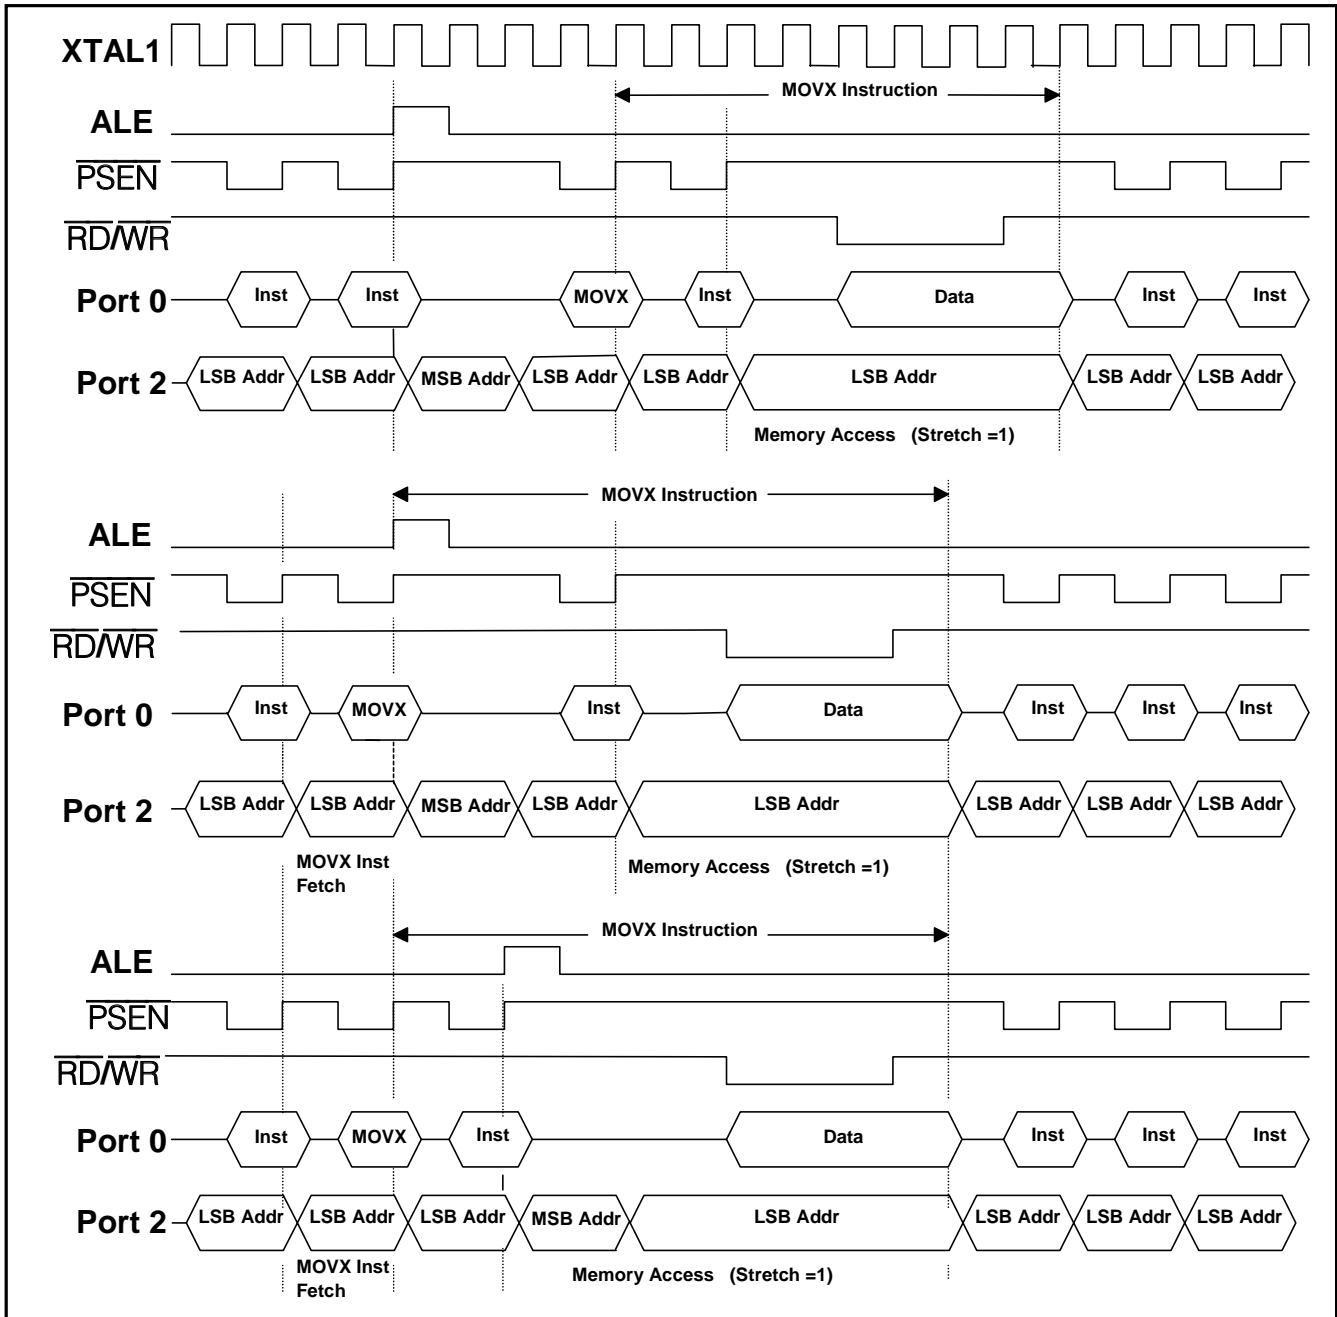 XTAL1
MOVX Instruction
ALE
PSEN
RD/WR
Port 0 Inst Inst MOVX Inst Data Inst Inst
Port 2 LSB Addr LSB Addr MSB Addr LSB Addr LSB Addr LSB Addr LSB Addr LSB Addr
Memory Access (Stretch =1)
MOVX Instruction
ALE
PSEN
RD/WR
Port 0 Inst MOVX Inst Data Inst Inst Inst
Port 2 LSB Addr LSB Addr MSB Addr LSB Addr LSB Addr LSB Addr LSB Addr LSB Addr
MOVX Inst
Fetch
Memory Access (Stretch =1)
MOVX Instruction
ALE
PSEN
RD/WR
Port 0 Inst MOVX Inst Data Inst Inst Inst
Port 2 LSB Addr LSB Addr LSB Addr MSB Addr LSB Addr LSB Addr LSB Addr LSB Addr
MOVX Inst
Fetch
Memory Access (Stretch =1)